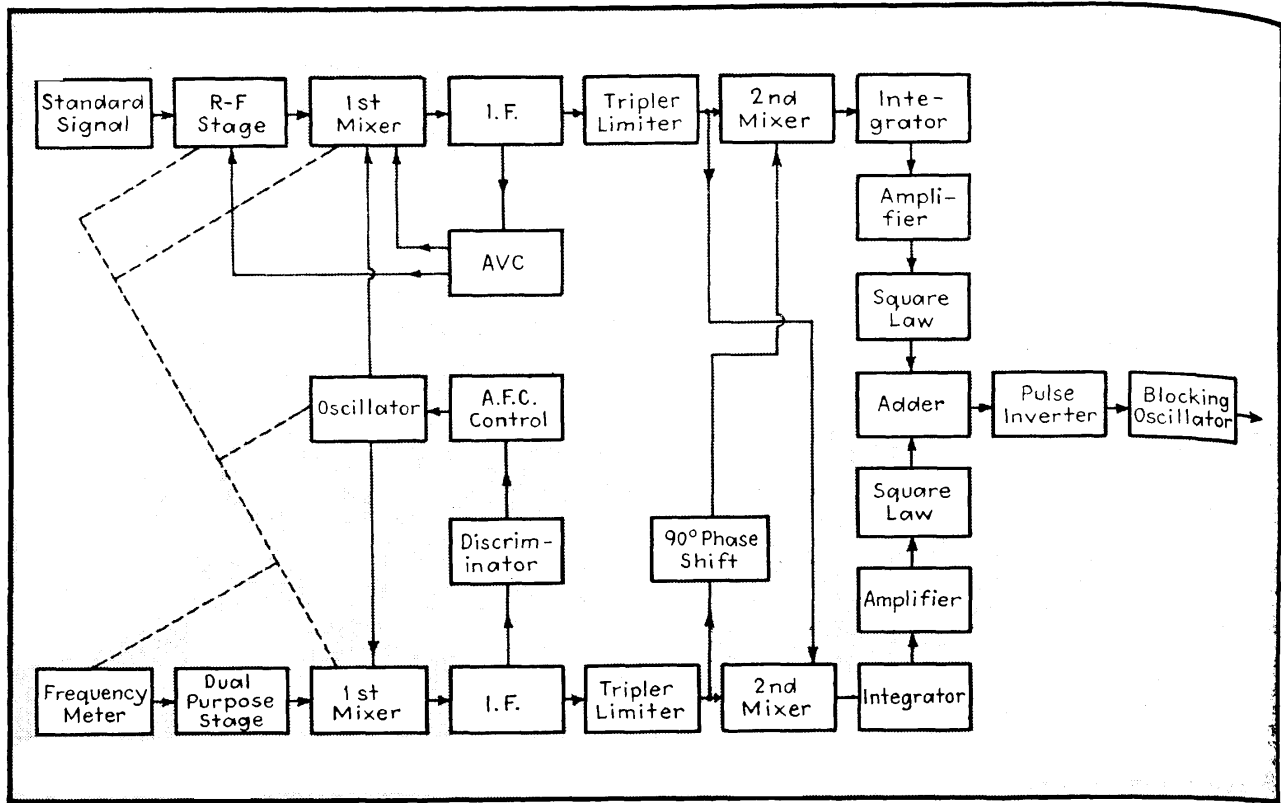 Standard
Signal
R-F
Stage
1st
Mixer
I.F.
Tripler
Limiter
2nd
Mixer
Inte-
grator
Ampli-
fier
AVC
Square
Law
Oscillator
A.F.C.
Control
Adder
Pulse
Inverter
Blocking
Oscillator
Square
Law
Discrim-
inator
90° Phase
Shift
Amplifier
Frequency
Meter
Dual
Purpose
Stage
1st
Mixer
I.F.
Tripler
Limiter
2nd
Mixer
Integrator